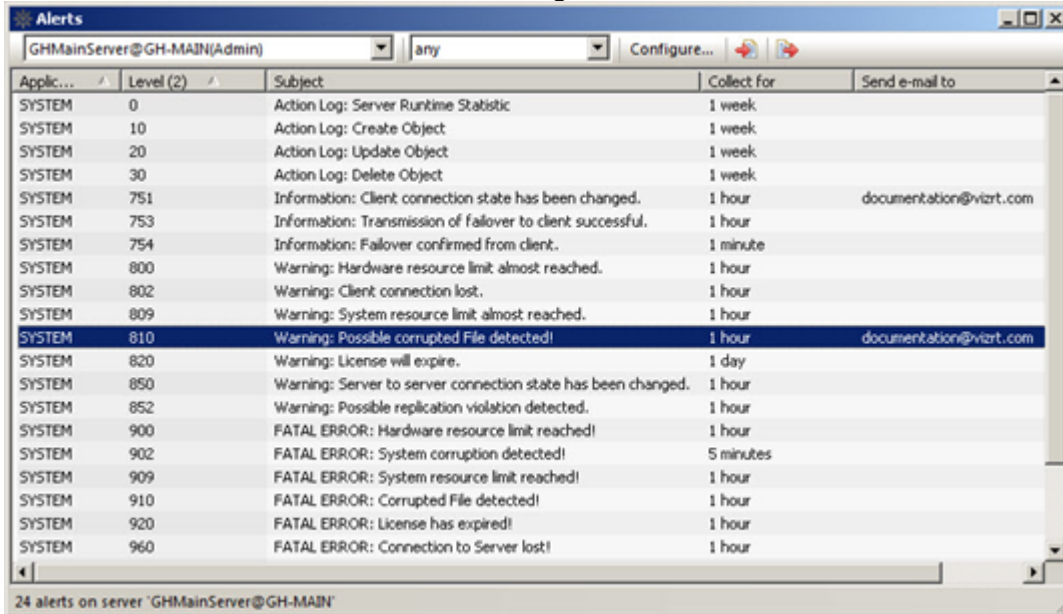 Alerts
GHMainServer@GH-MAIN(Admin) any Configure...
Applic... Level (2) Subject Collect for Send e-mail to
SYSTEM 0 Action Log: Server Runtime Statistic 1 week
SYSTEM 10 Action Log: Create Object 1 week
SYSTEM 20 Action Log: Update Object 1 week
SYSTEM 30 Action Log: Delete Object 1 week
SYSTEM 751 Information: Client connection state has been changed. 1 hour documentation@vizrt.com
SYSTEM 753 Information: Transmission of failover to client successful. 1 hour
SYSTEM 754 Information: Failover confirmed from client. 1 minute
SYSTEM 800 Warning: Hardware resource limit almost reached. 1 hour
SYSTEM 802 Warning: Client connection lost. 1 hour
SYSTEM 809 Warning: System resource limit almost reached. 1 hour
SYSTEM 810 Warning: Possible corrupted File detected! 1 hour documentation@vizrt.com
SYSTEM 820 Warning: License will expire. 1 day
SYSTEM 850 Warning: Server to server connection state has been changed. 1 hour
SYSTEM 852 Warning: Possible replication violation detected. 1 hour
SYSTEM 900 FATAL ERROR: Hardware resource limit reached! 1 hour
SYSTEM 902 FATAL ERROR: System corruption detected! 5 minutes
SYSTEM 909 FATAL ERROR: System resource limit reached! 1 hour
SYSTEM 910 FATAL ERROR: Corrupted File detected! 1 hour
SYSTEM 920 FATAL ERROR: License has expired! 1 hour
SYSTEM 960 FATAL ERROR: Connection to Server lost! 1 hour
24 alerts on server 'GHMainServer@GH-MAIN'